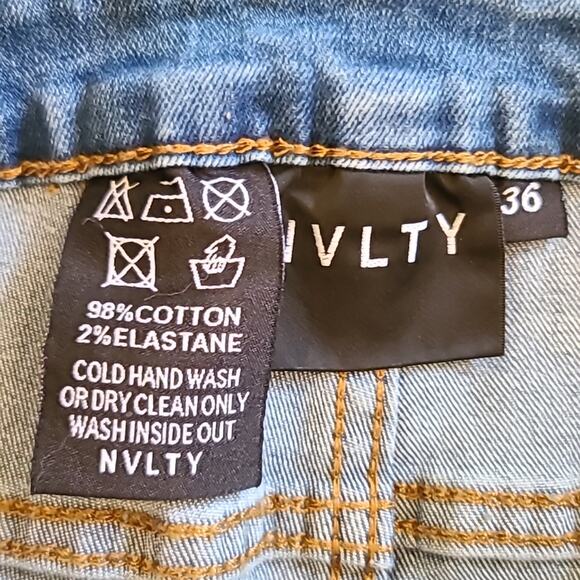 NVLTY
36
98%COTTON
2%ELASTANE
COLD HAND WASH
OR DRY CLEAN ONLY
WASH INSIDE OUT
NVLTY